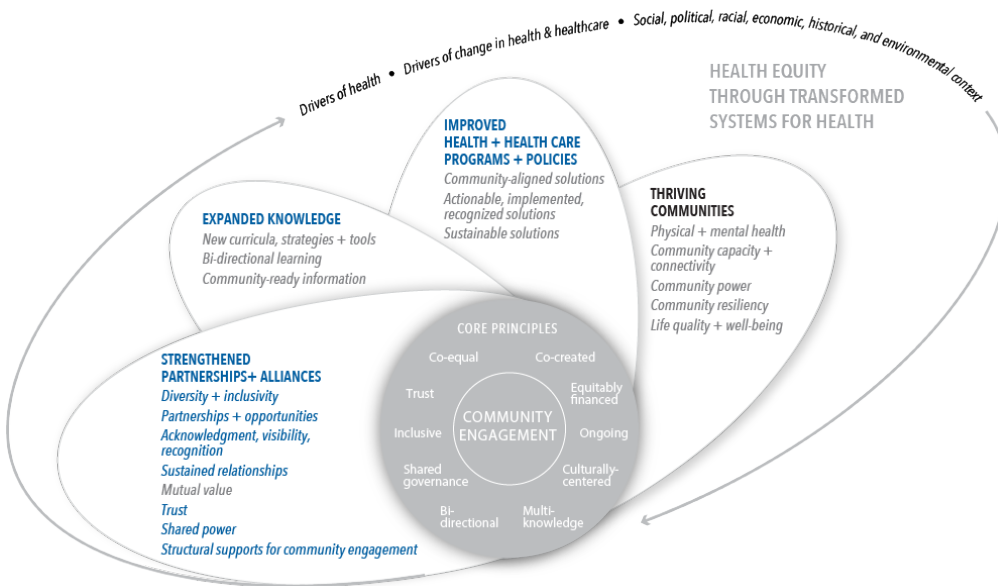 Drivers of health • Drivers of change in health & healthcare • Social, political, racial, economic, historical, and environmental context
HEALTH EQUITY
THROUGH TRANSFORMED
SYSTEMS FOR HEALTH
IMPROVED
HEALTH + HEALTH CARE
PROGRAMS + POLICIES
Community-aligned solutions
Actionable, implemented,
recognized solutions
Sustainable solutions
THRIVING
COMMUNITIES
Physical + mental health
Community capacity +
connectivity
Community power
Community resiliency
Life quality + well-being
EXPANDED KNOWLEDGE
New curricula, strategies + tools
Bi-directional learning
Community-ready information
STRENGTHENED
PARTNERSHIPS+ ALLIANCES
Diversity + inclusivity
Partnerships + opportunities
Acknowledgment, visibility,
recognition
Sustained relationships
Mutual value
Trust
Shared power
Structural supports for community engagement
CORE PRINCIPLES
Co-equal
Co-created
Trust
Equitably
financed
COMMUNITY
ENGAGEMENT
Inclusive
Ongoing
Shared
governance
Culturally-
centered
Bi-
directional
Multi-
knowledge